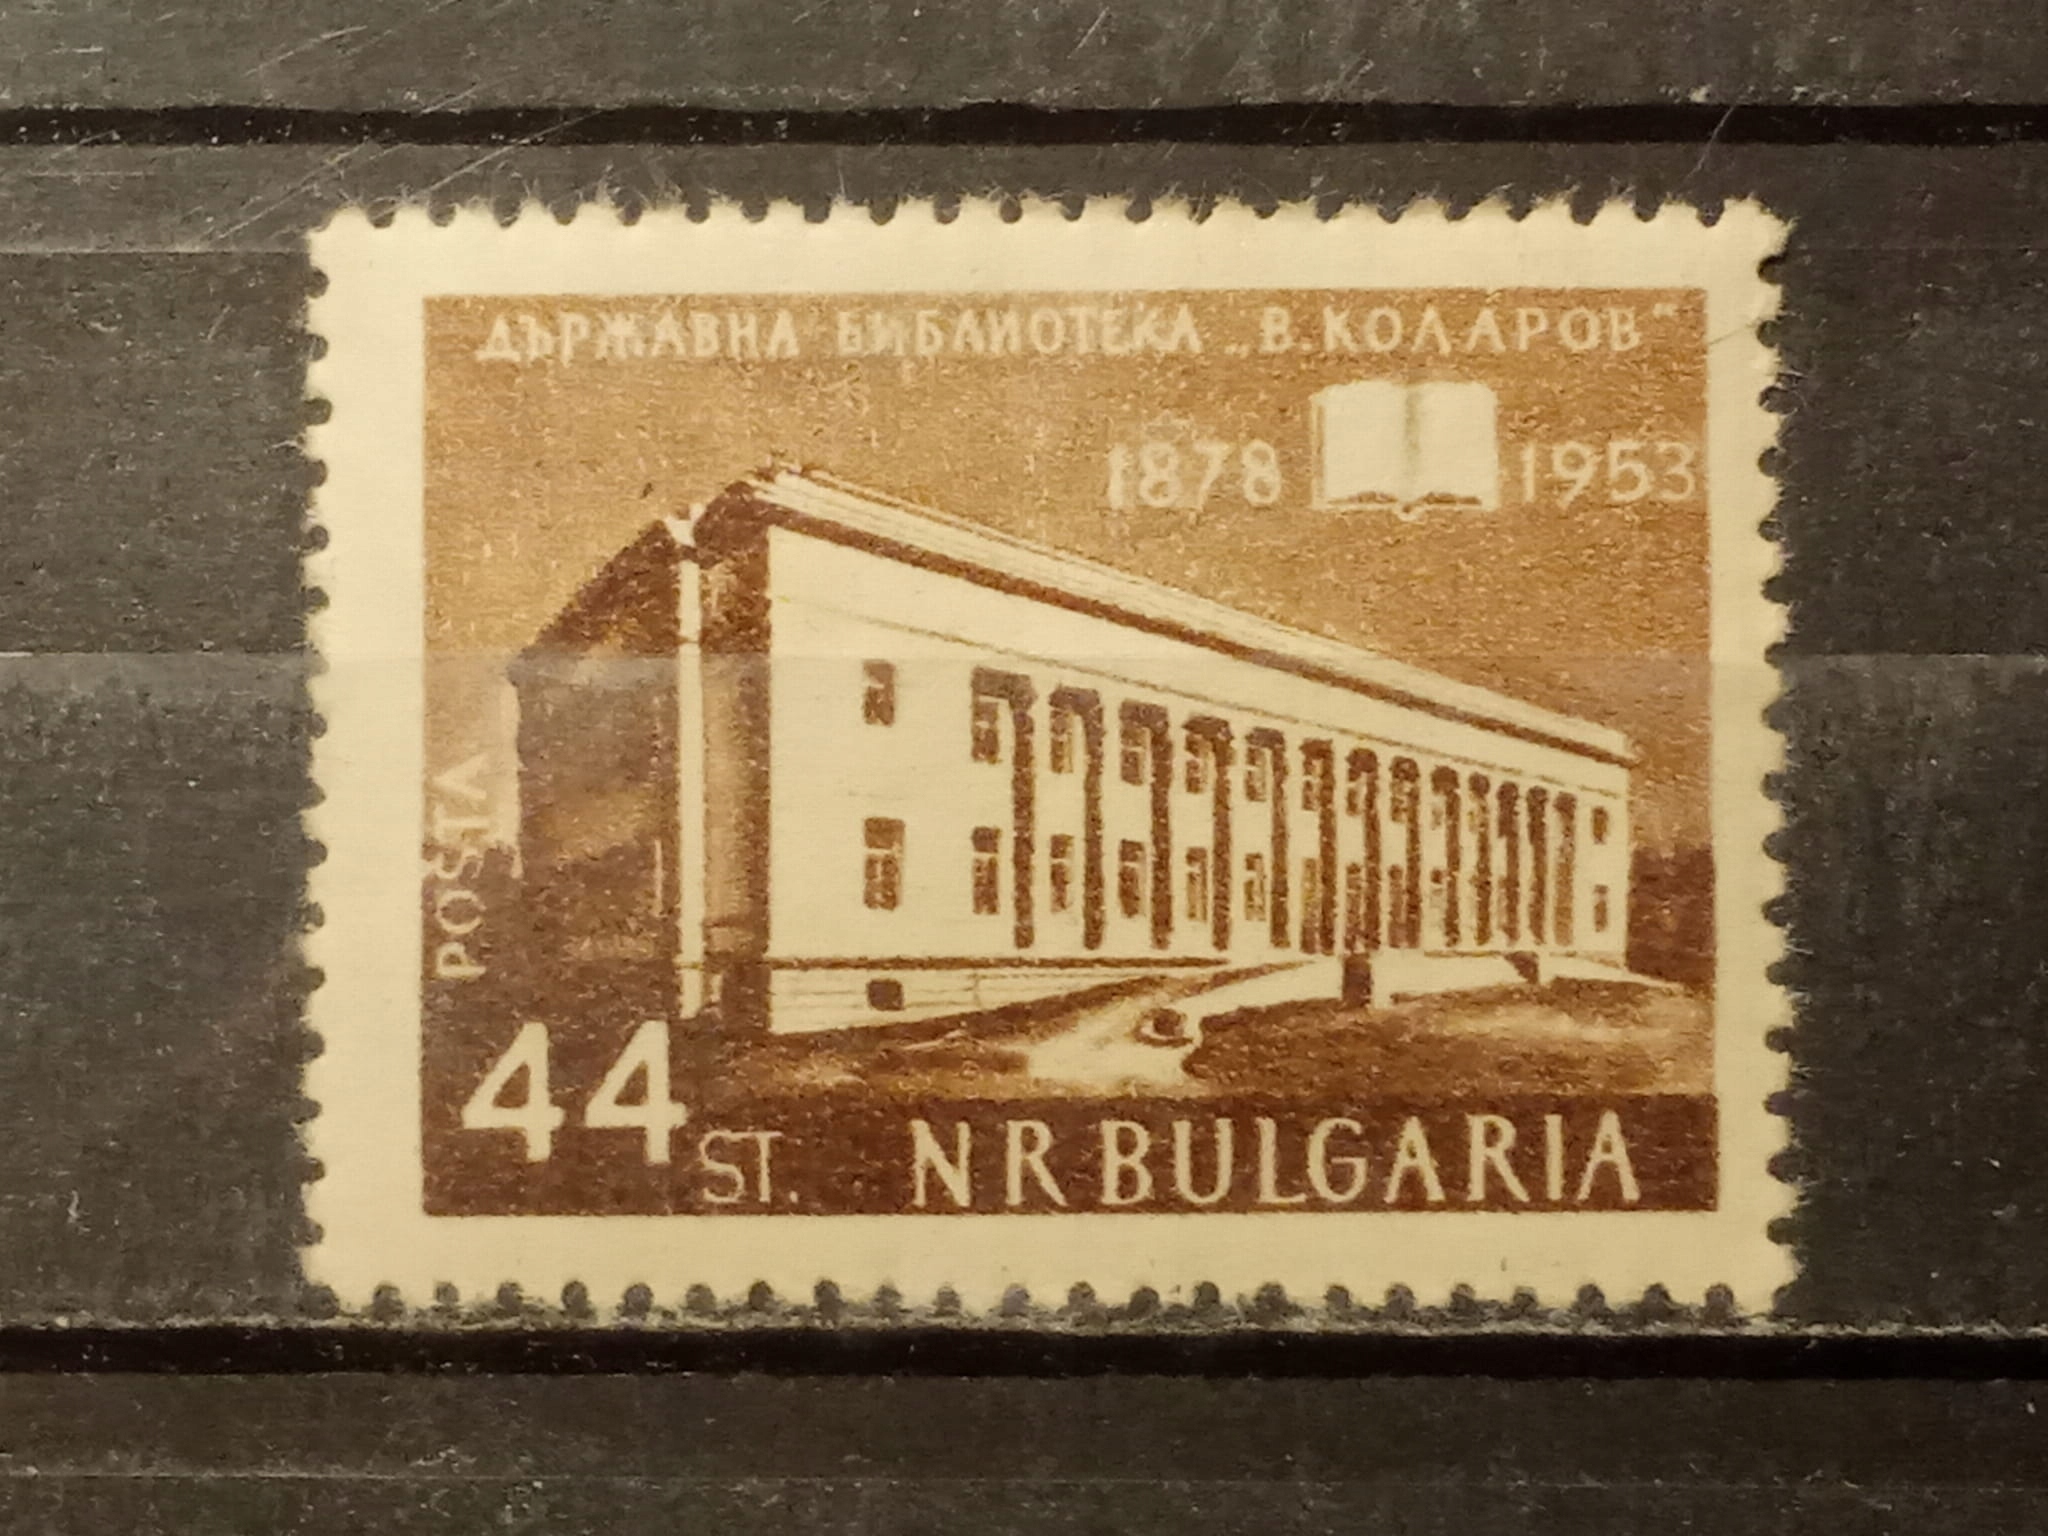 ДЪРЖАВНА БИБЛИОТЕКА „В. КОЛАРОВ“
1878 1953
POSTA
44 ST. NR BULGARIA